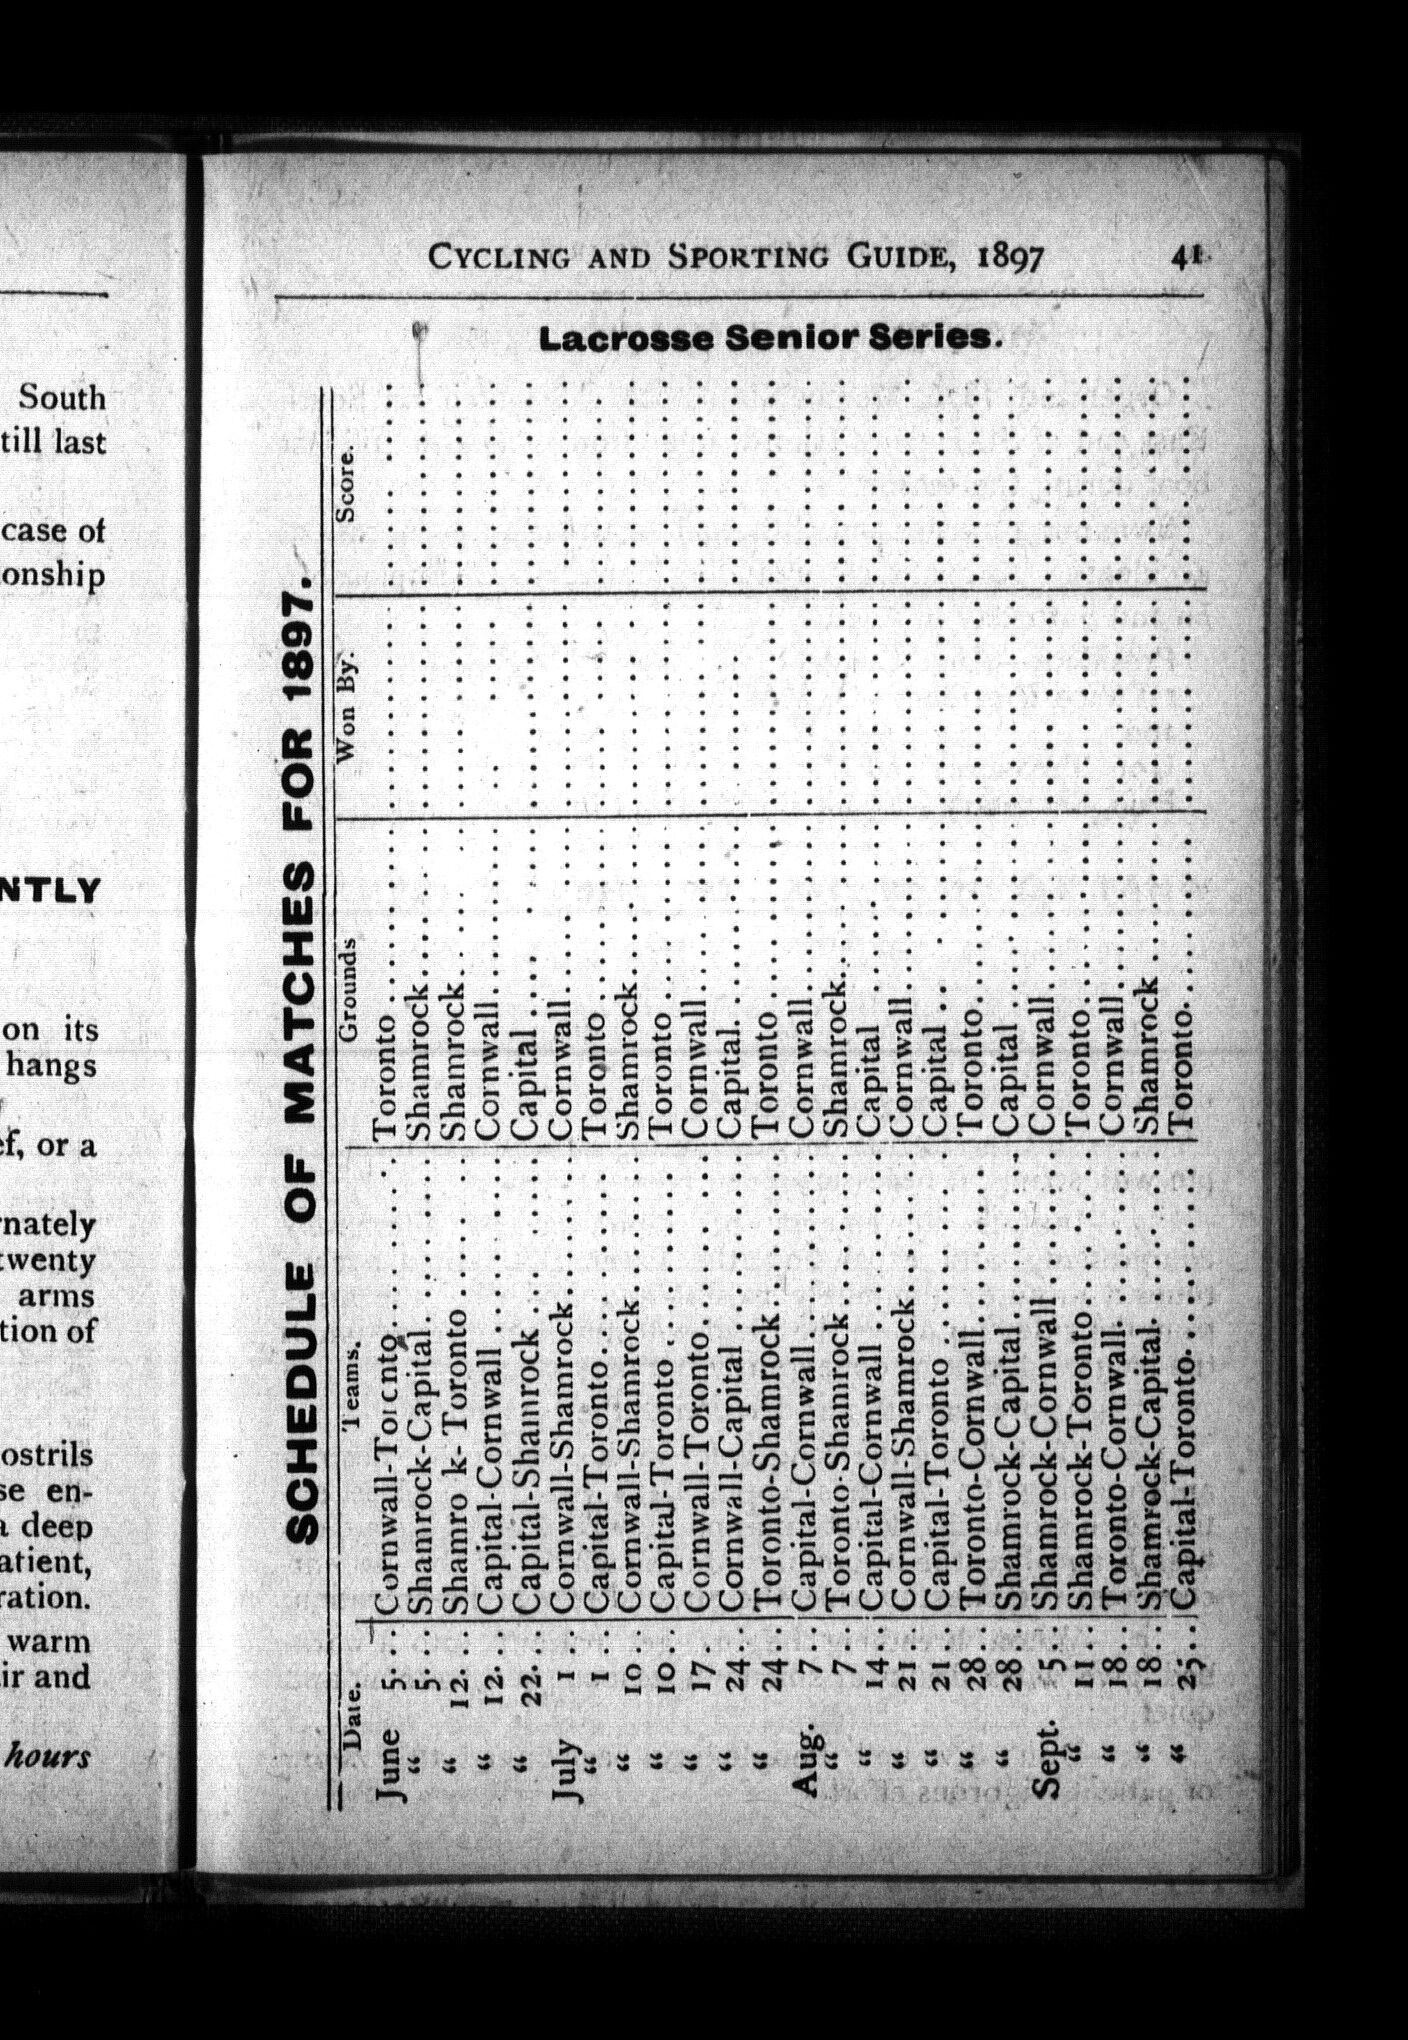 South
till last
case of
onship
NTLY
on its
hangs
ef, or a
rnately
twenty
arms
tion of
ostrils
se en-
a deep
atient,
ration.
warm
ir and
hours
CYCLING AND SPORTING GUIDE, 1897 41
Lacrosse Senior Series.
SCHEDULE OF MATCHES FOR 1897.
Date. Teams. Grounds Won By. Score.
June 5 Cornwall-Torcnto Toronto
“ 5 Shamrock-Capital Shamrock
“ 12 Shamro k-Toronto Shamrock
“ 12 Capital-Cornwall Cornwall
“ 22 Capital-Shamrock Capital
July 1 Cornwall-Shamrock Cornwall
“ 1 Capital-Toronto Toronto
“ 10 Cornwall-Shamrock Shamrock
“ 10 Capital-Toronto Toronto
“ 17 Cornwall-Toronto Cornwall
“ 24 Cornwall-Capital Capital
“ 24 Toronto-Shamrock Toronto
Aug. 7 Capital-Cornwall Cornwall
“ 7 Toronto-Shamrock Shamrock
“ 14 Capital-Cornwall Capital
“ 21 Cornwall-Shamrock Cornwall
“ 21 Capital-Toronto Capital
“ 28 Toronto-Cornwall Toronto
“ 28 Shamrock-Capital Capital
Sept. 5 Shamrock-Cornwall Cornwall
“ 11 Shamrock-Toronto Toronto
“ 18 Toronto-Cornwall Cornwall
“ 18 Shamrock-Capital Shamrock
“ 25 Capital-Toronto Toronto